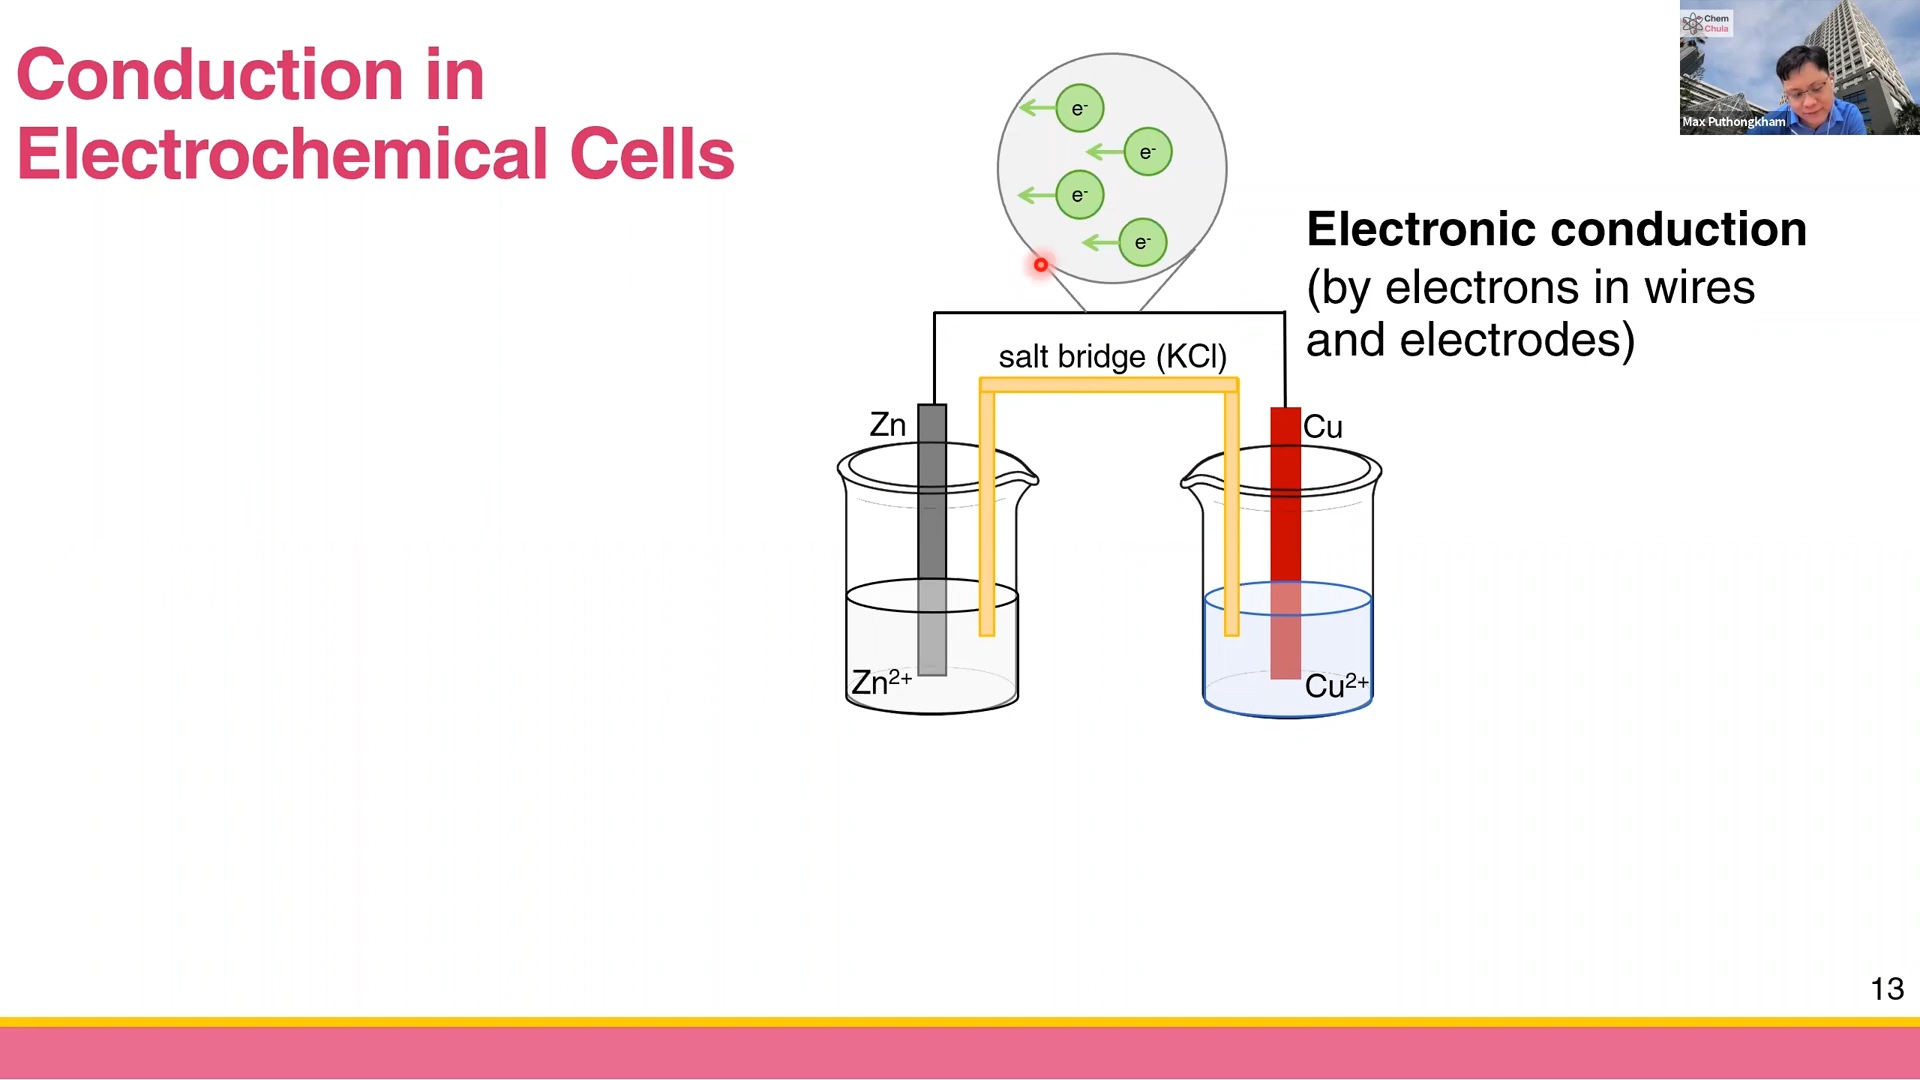 Conduction in
Electrochemical Cells
Chem
Chula
Max Puthongkham
e-
e-
e-
e-
Electronic conduction
(by electrons in wires
and electrodes)
salt bridge (KCl)
Zn
Cu
Zn2+
Cu2+
13